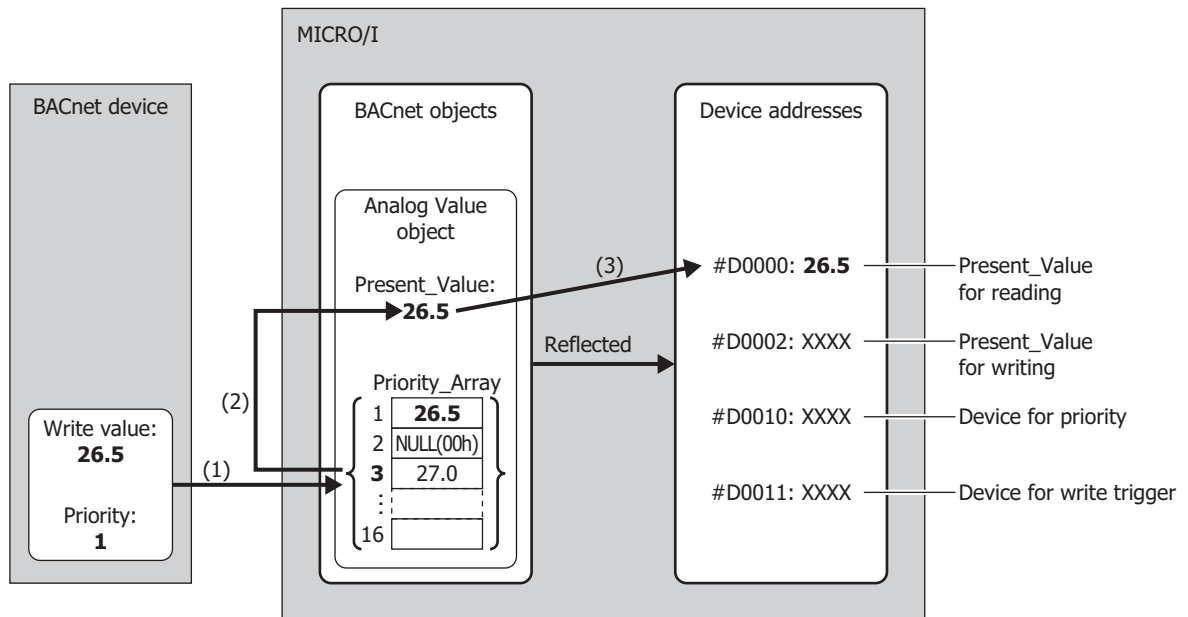 MICRO/I
BACnet device
Write value:
26.5
Priority:
1
(1)
(2)
BACnet objects
Analog Value
object
Present_Value:
26.5
Priority_Array
1 26.5
2 NULL(00h)
3 27.0
:
16
(3)
Reflected
Device addresses
#D0000: 26.5
Present_Value
for reading
#D0002: XXXX
Present_Value
for writing
#D0010: XXXX
Device for priority
#D0011: XXXX
Device for write trigger